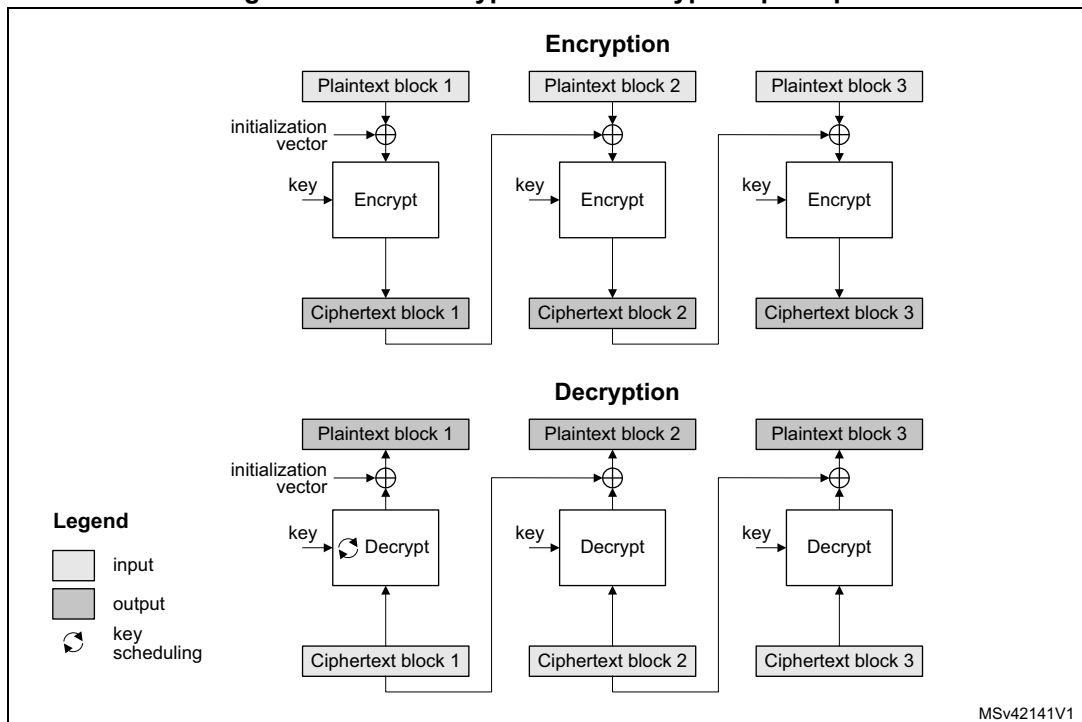 Encryption
Plaintext block 1
Plaintext block 2
Plaintext block 3
initialization
vector
key
Encrypt
key
Encrypt
key
Encrypt
Ciphertext block 1
Ciphertext block 2
Ciphertext block 3
Decryption
Plaintext block 1
Plaintext block 2
Plaintext block 3
initialization
vector
Legend
input
output
key
scheduling
key
Decrypt
key
Decrypt
key
Decrypt
Ciphertext block 1
Ciphertext block 2
Ciphertext block 3
MSv42141V1